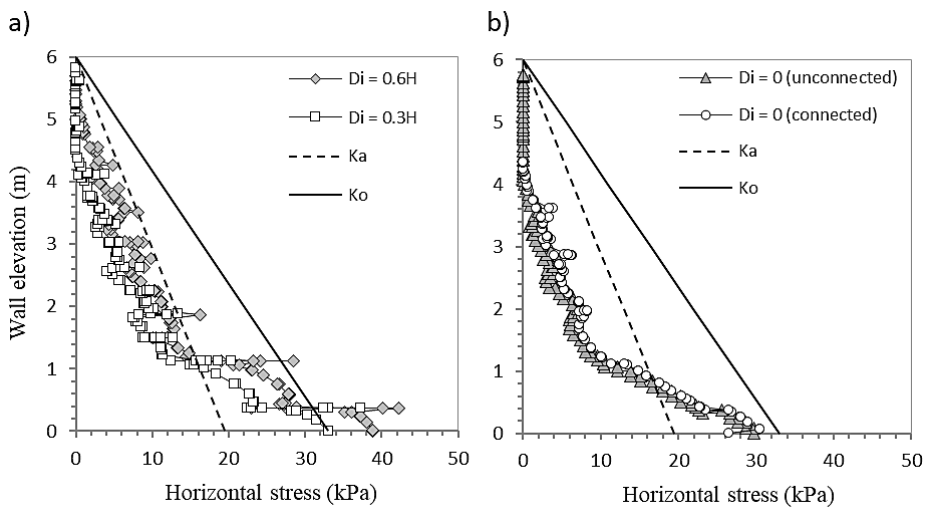 a)
Wall elevation (m)
6
5
4
3
2
1
0
0 10 20 30 40 50
Horizontal stress (kPa)
Di = 0.6H
Di = 0.3H
Ka
Ko
b)
6
5
4
3
2
1
0
0 10 20 30 40 50
Horizontal stress (kPa)
Di = 0 (unconnected)
Di = 0 (connected)
Ka
Ko